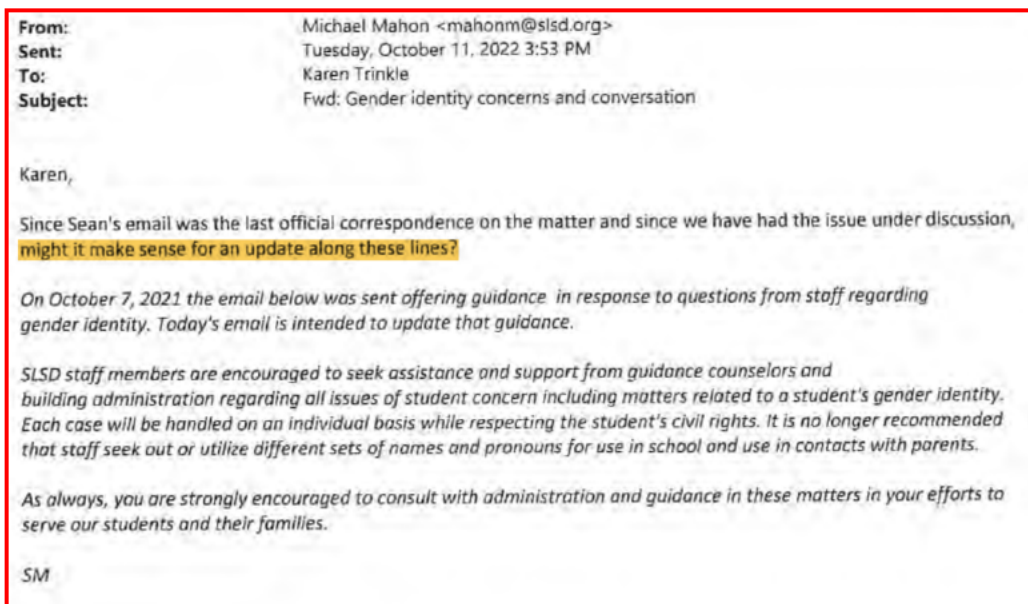 From: Michael Mahon <mahonm@slsd.org>
Sent: Tuesday, October 11, 2022 3:53 PM
To: Karen Trinkle
Subject: Fwd: Gender identity concerns and conversation
Karen,
Since Sean's email was the last official correspondence on the matter and since we have had the issue under discussion,
might it make sense for an update along these lines?
On October 7, 2021 the email below was sent offering guidance in response to questions from staff regarding
gender identity. Today's email is intended to update that guidance.
SLSD staff members are encouraged to seek assistance and support from guidance counselors and
building administration regarding all issues of student concern including matters related to a student's gender identity.
Each case will be handled on an individual basis while respecting the student's civil rights. It is no longer recommended
that staff seek out or utilize different sets of names and pronouns for use in school and use in contacts with parents.
As always, you are strongly encouraged to consult with administration and guidance in these matters in your efforts to
serve our students and their families.
SM